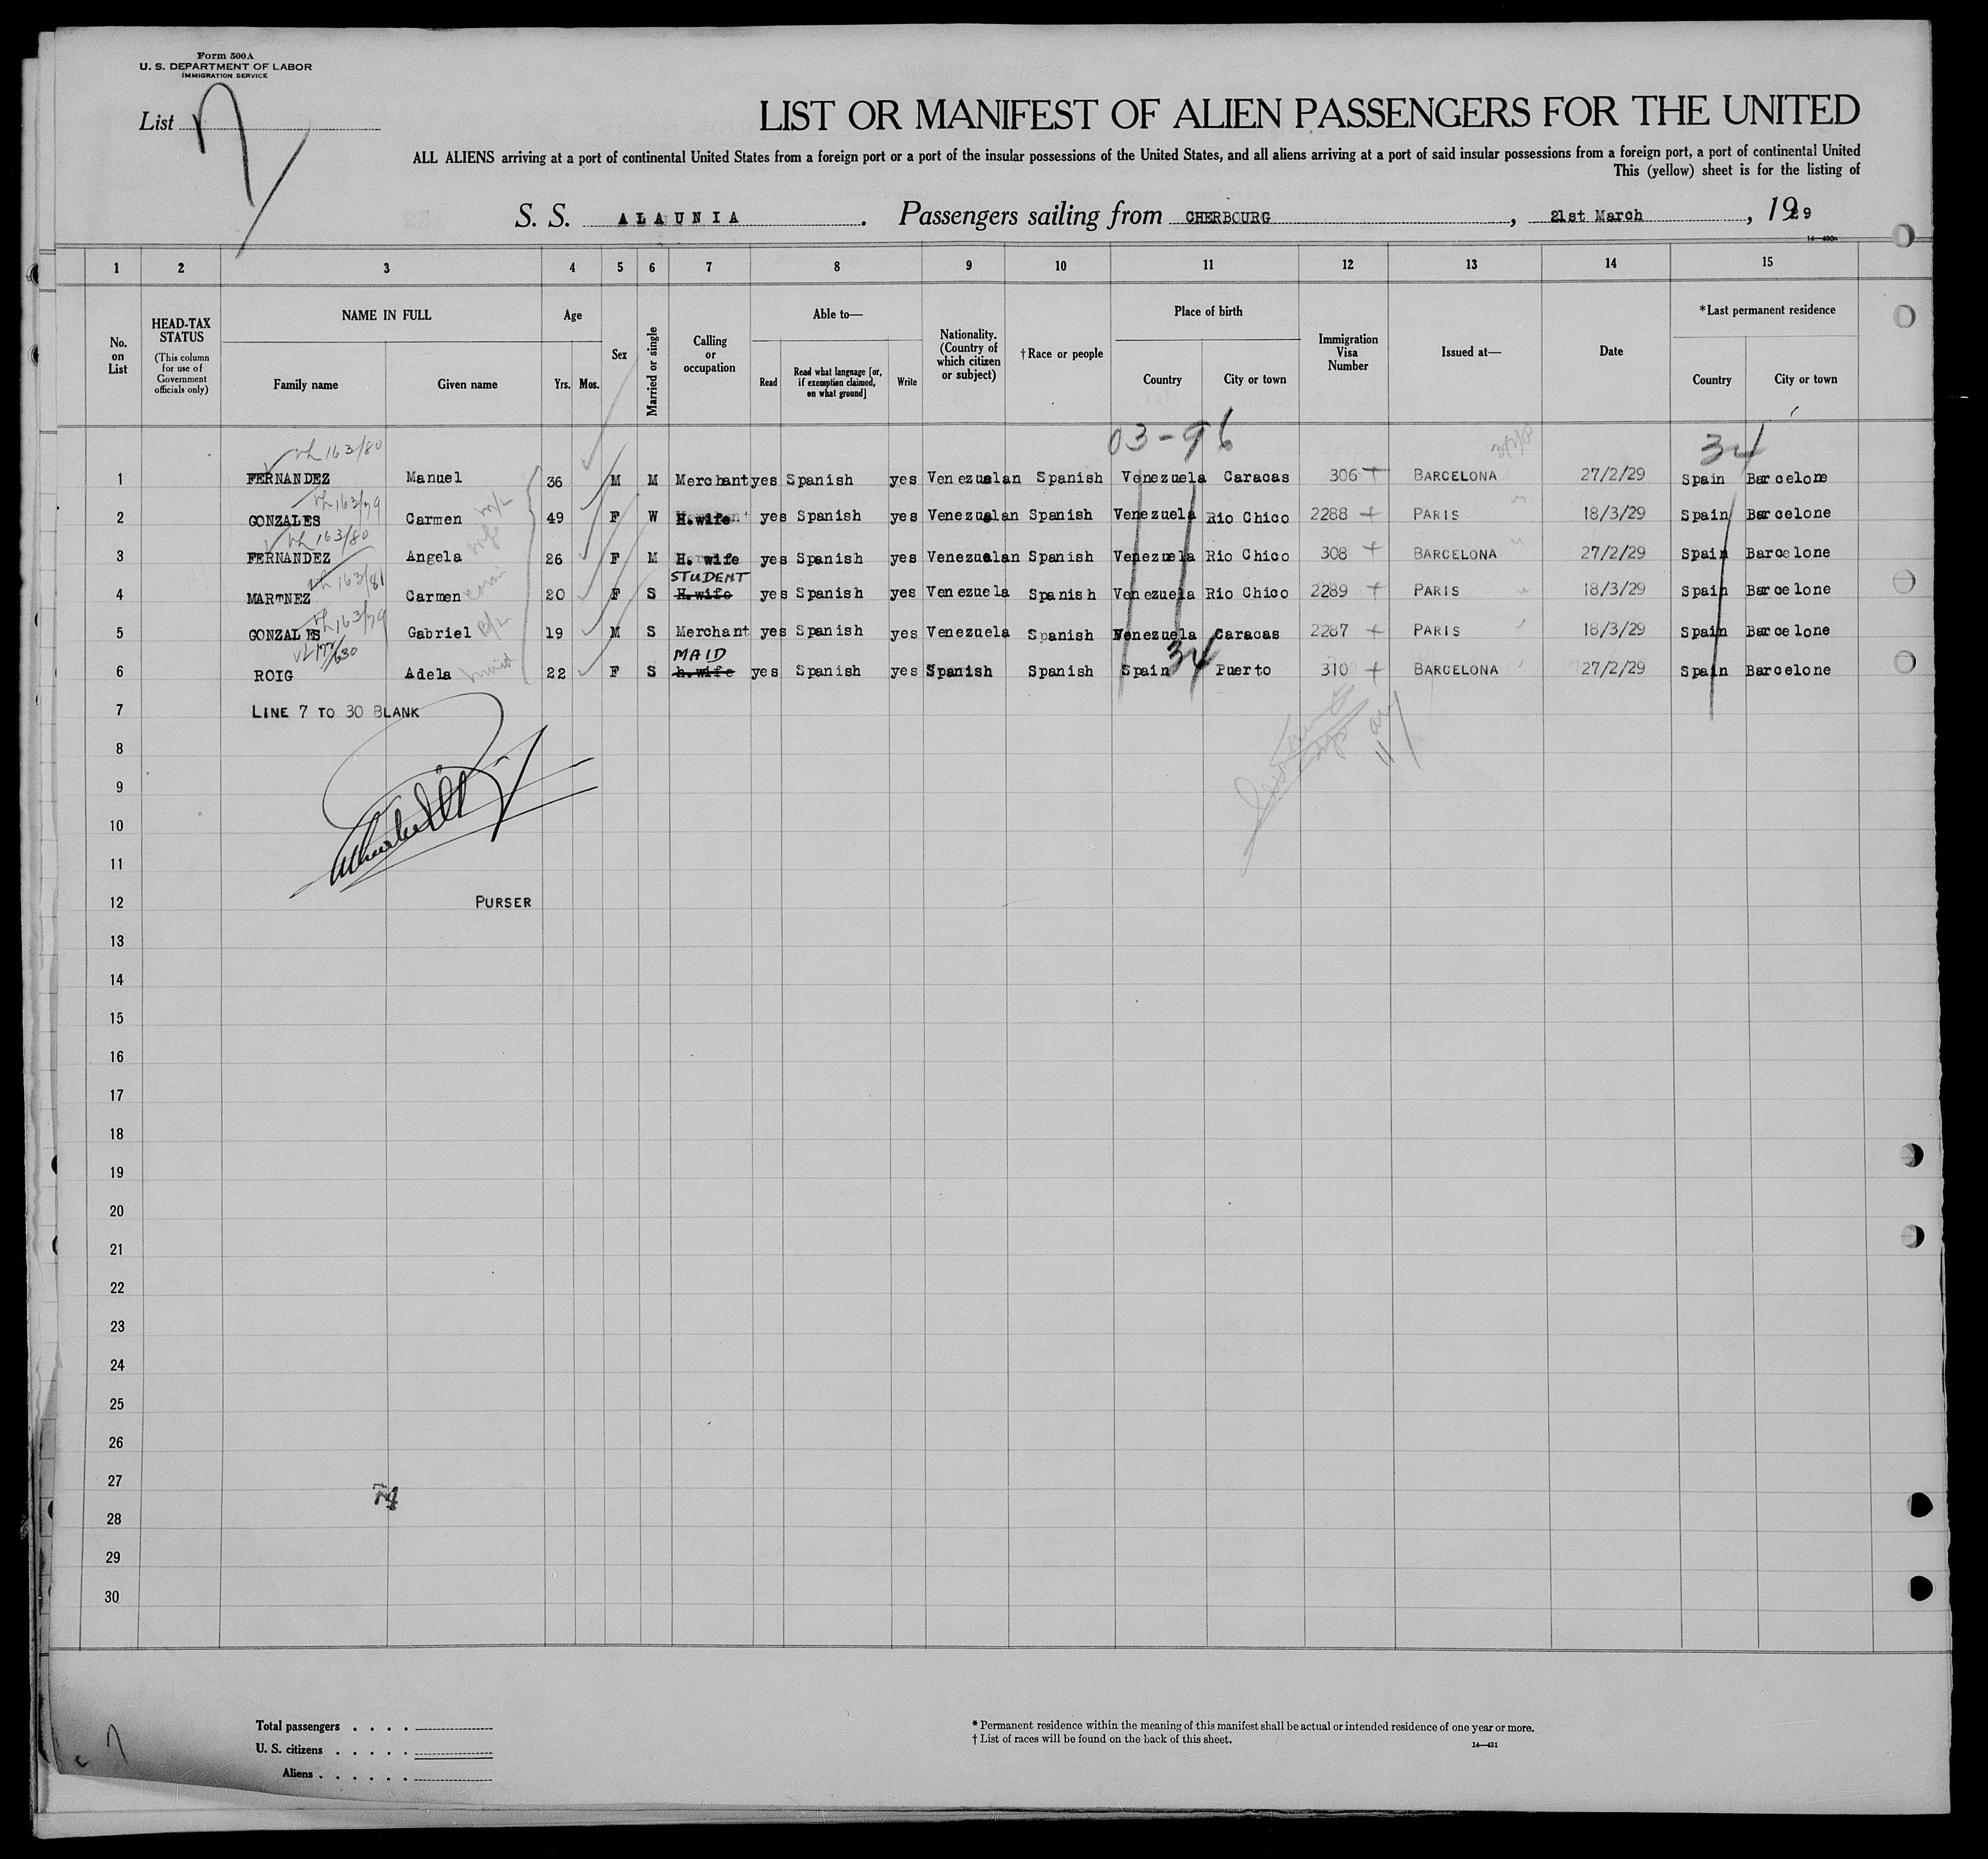 Form 500A
U. S. DEPARTMENT OF LABOR
IMMIGRATION SERVICE
List
LIST OR MANIFEST OF ALIEN PASSENGERS FOR THE UNITED
ALL ALIENS arriving at a port of continental United States from a foreign port or a port of the insular possessions of the United States, and all aliens arriving at a port of said insular possessions from a foreign port, a port of continental United
This (yellow) sheet is for the listing of
S. S. ALAUNIA. Passengers sailing from CHERBOURG, 21st March, 1929
14—430a
1 2 3 4 5 6 7 8 9 10 11 12 13 14 15
No. on List
HEAD-TAX STATUS
(This column for use of Government officials only)
NAME IN FULL
Family name Given name
Age
Yrs. Mos.
Sex
Married or single
Calling or occupation
Able to—
Read
Read what language [or, if exemption claimed, on what ground]
Write
Nationality. (Country of which citizen or subject)
†Race or people
Place of birth
Country City or town
Immigration Visa Number
Issued at—
Date
*Last permanent residence
Country City or town
163/80 03-96 34
1 FERNANDEZ Manuel 36 M M Merchant yes Spanish yes Venezuelan Spanish Venezuela Caracas 306 BARCELONA 27/2/29 Spain Barcelone
163/79
2 GONZALES Carmen 49 F W H.wife yes Spanish yes Venezuelan Spanish Venezuela Rio Chico 2288 PARIS 18/3/29 Spain Barcelone
163/80
3 FERNANDEZ Angela 26 F M H. wife yes Spanish yes Venezuelan Spanish Venezuela Rio Chico 308 BARCELONA 27/2/29 Spain Barcelone
163/81 STUDENT
4 MARTNEZ Carmen 20 F S H.wife yes Spanish yes Venezuela Spanish Venezuela Rio Chico 2289 PARIS 18/3/29 Spain Barcelone
163/79
5 GONZALES Gabriel 19 M S Merchant yes Spanish yes Venezuela Spanish Venezuela Caracas 2287 PARIS 18/3/29 Spain Barcelone
MAID 34
6 ROIG Adela 22 F S h.wife yes Spanish yes Spanish Spanish Spain Puerto 310 BARCELONA 27/2/29 Spain Barcelone
7 LINE 7 TO 30 BLANK
8
9
10
11
12 PURSER
13
14
15
16
17
18
19
20
21
22
23
24
25
26
27
28
29
30
Total passengers . . . .
U. S. citizens . . . . .
Aliens . . . . . .
* Permanent residence within the meaning of this manifest shall be actual or intended residence of one year or more.
† List of races will be found on the back of this sheet.
14—431